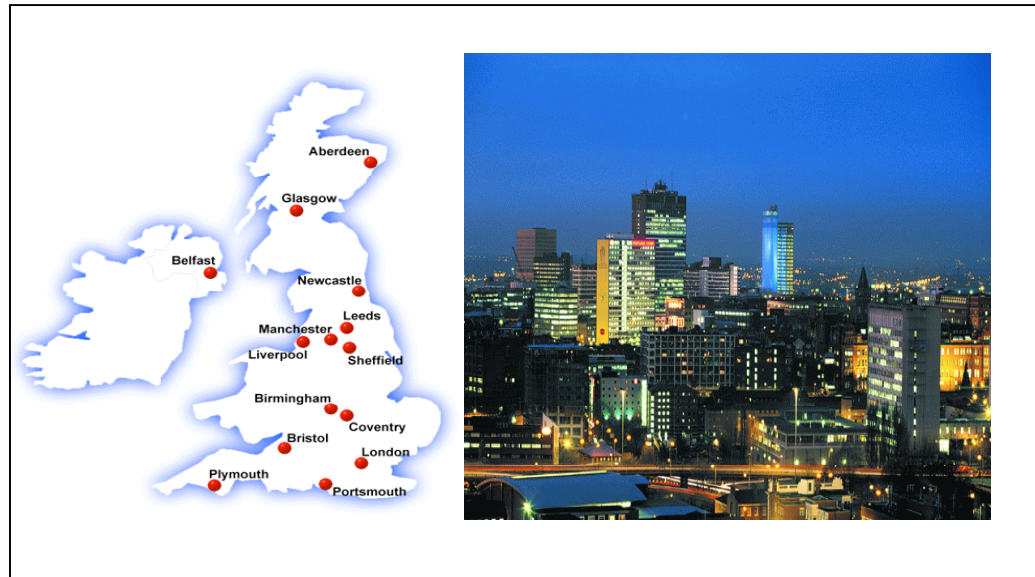 Aberdeen
Glasgow
Belfast
Newcastle
Leeds
Manchester
Liverpool
Sheffield
Birmingham
Coventry
Bristol
London
Plymouth
Portsmouth